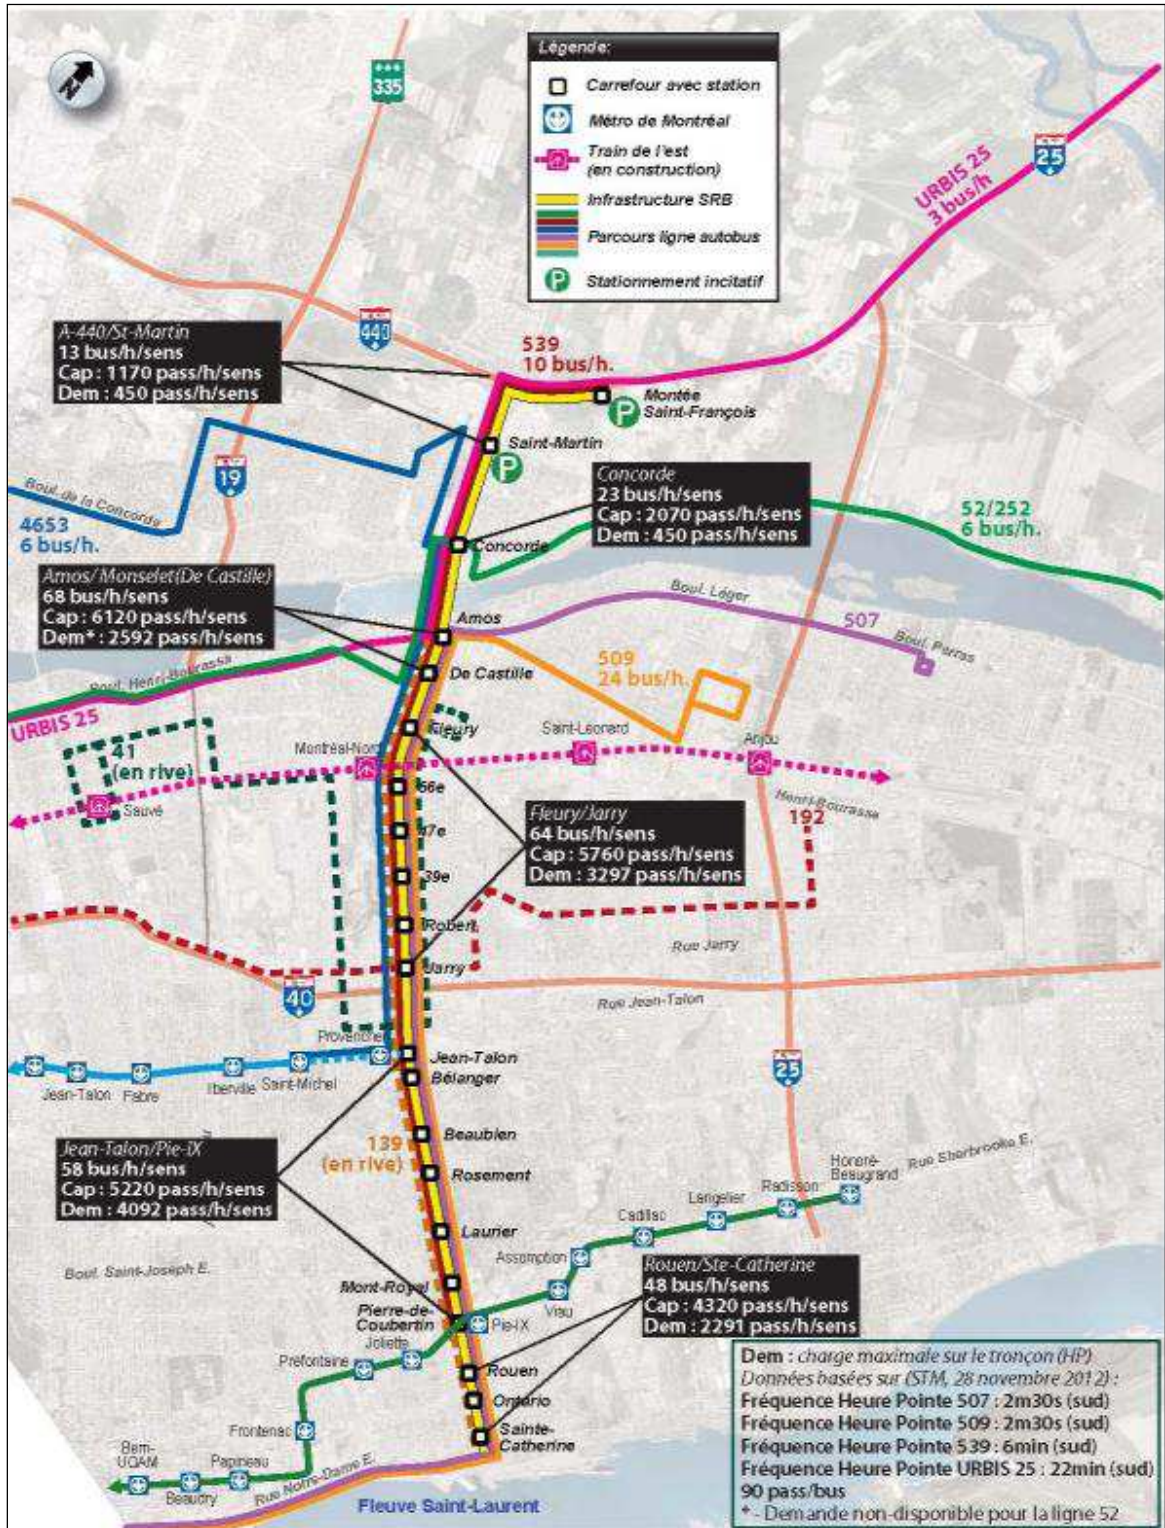 N
335
Légende:
Carrefour avec station
Métro de Montréal
Train de l'est
(en construction)
Infrastructure SRB
Parcours ligne autobus
P
Stationnement incitatif
25
URBIS 25
3 bus/h
440
A-440/St-Martin
13 bus/h/sens
Cap : 1170 pass/h/sens
Dem : 450 pass/h/sens
539
10 bus/h.
Montée
Saint-François
P
Saint-Martin
P
19
Boul. de la Concorde
4653
6 bus/h.
Concorde
23 bus/h/sens
Cap : 2070 pass/h/sens
Dem : 450 pass/h/sens
52/252
6 bus/h.
Concorde
Amos/Monselet(De Castille)
68 bus/h/sens
Cap : 6120 pass/h/sens
Dem* : 2592 pass/h/sens
Amos
Boul. Léger
507
Boul. Perras
De Castille
509
24 bus/h.
Boul. Henri-Bourassa
URBIS 25
Fleury
Montréal-Nord
Saint-Léonard
Anjou
41
(en rive)
Sauvé
56e
Henri-Bourassa
192
47e
Fleury/Jarry
64 bus/h/sens
Cap : 5760 pass/h/sens
Dem : 3297 pass/h/sens
39e
Robert
Rue Jarry
Jarry
40
Rue Jean-Talon
Provencher
Jean-Talon
Fabre
Iberville
Saint-Michel
Jean-Talon
Bélanger
25
Beaubien
139
(en rive)
Rosement
Jean-Talon/Pie-IX
58 bus/h/sens
Cap : 5220 pass/h/sens
Dem : 4092 pass/h/sens
Rue Sherbrooke E.
Honoré-
Beaugrand
Radisson
Langelier
Cadillac
Assomption
Laurier
Boul. Saint-Joseph E.
Mont-Royal
Viau
Pierre-de-
Coubertin
Pie-IX
Joliette
Préfontaine
Rouen/Ste-Catherine
48 bus/h/sens
Cap : 4320 pass/h/sens
Dem : 2291 pass/h/sens
Rouen
Ontario
Frontenac
Sainte-
Catherine
Berri-
UQAM
Papineau
Beaudry
Rue Notre-Dame E.
Fleuve Saint-Laurent
Dem : charge maximale sur le tronçon (HP)
Données basées sur (STM, 28 novembre 2012) :
Fréquence Heure Pointe 507 : 2m30s (sud)
Fréquence Heure Pointe 509 : 2m30s (sud)
Fréquence Heure Pointe 539 : 6min (sud)
Fréquence Heure Pointe URBIS 25 : 22min (sud)
90 pass/bus
* - Demande non-disponible pour la ligne 52